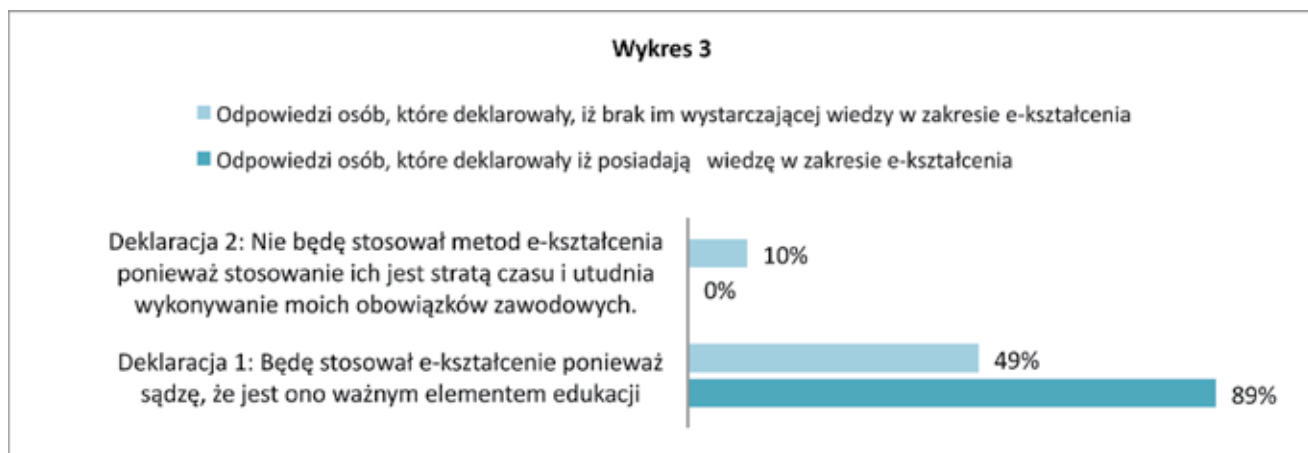 Wykres 3
Odpowiedzi osób, które deklarowały, iż brak im wystarczającej wiedzy w zakresie e-kształcenia
Odpowiedzi osób, które deklarowały iż posiadają wiedzę w zakresie e-kształcenia
Deklaracja 2: Nie będę stosował metod e-kształcenia
ponieważ stosowanie ich jest stratą czasu i utudnia
wykonywanie moich obowiązków zawodowych.
10%
0%
Deklaracja 1: Będę stosował e-kształcenie ponieważ
sądzę, że jest ono ważnym elementem edukacji
49%
89%